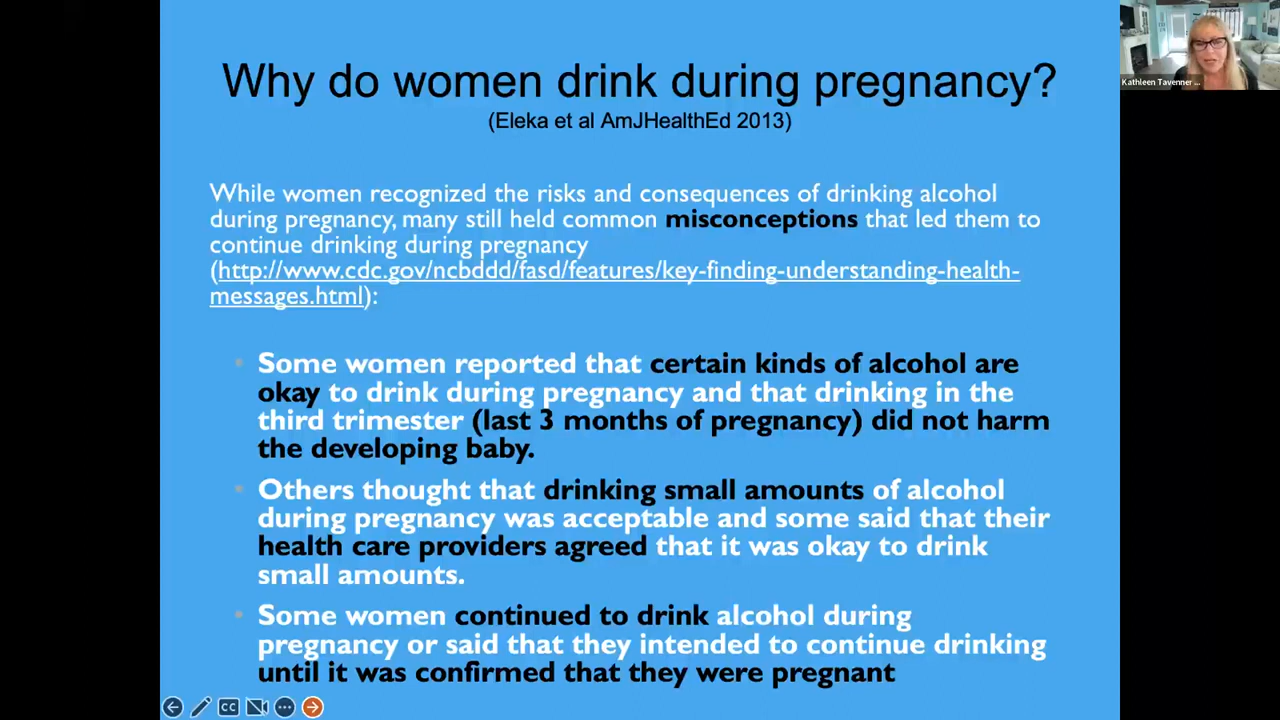 Why do women drink during pregnancy?
(Eleka et al AmJHealthEd 2013)
While women recognized the risks and consequences of drinking alcohol
during pregnancy, many still held common misconceptions that led them to
continue drinking during pregnancy
(http://www.cdc.gov/ncbddd/fasd/features/key-finding-understanding-health-
messages.html):
Some women reported that certain kinds of alcohol are
okay to drink during pregnancy and that drinking in the
third trimester (last 3 months of pregnancy) did not harm
the developing baby.
Others thought that drinking small amounts of alcohol
during pregnancy was acceptable and some said that their
health care providers agreed that it was okay to drink
small amounts.
Some women continued to drink alcohol during
pregnancy or said that they intended to continue drinking
until it was confirmed that they were pregnant
Kathleen Tavenner ...
CC